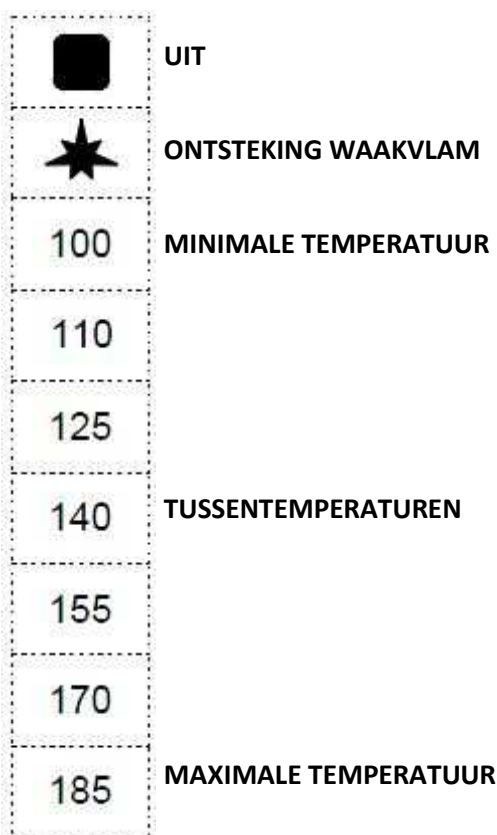 UIT
ONTSTEKING WAAKVLAM
100 MINIMALE TEMPERATUUR
110
125
140 TUSSENTEMPERATUREN
155
170
185 MAXIMALE TEMPERATUUR